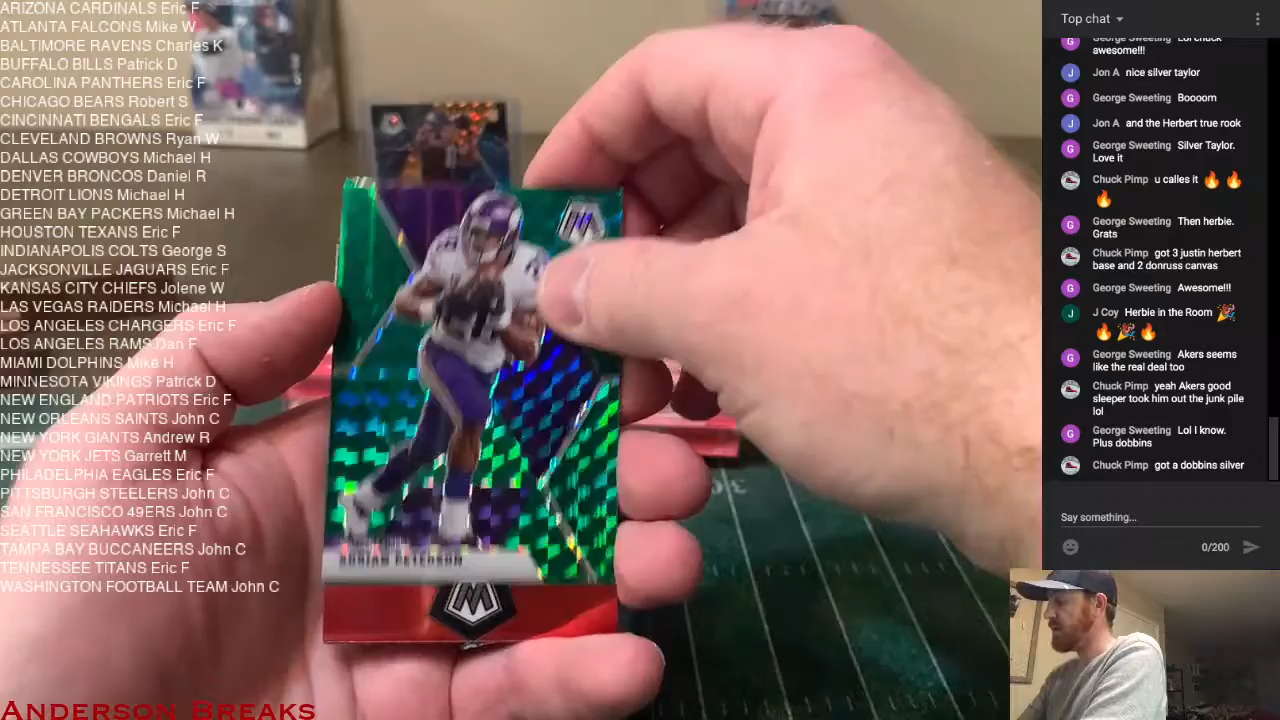 ARIZONA CARDINALS Eric F
ATLANTA FALCONS Mike W
BALTIMORE RAVENS Charles K
BUFFALO BILLS Patrick D
CAROLINA PANTHERS Eric F
CHICAGO BEARS Robert S
CINCINNATI BENGALS Eric F
CLEVELAND BROWNS Ryan W
DALLAS COWBOYS Michael H
DENVER BRONCOS Daniel R
DETROIT LIONS Michael H
GREEN BAY PACKERS Michael H
HOUSTON TEXANS Eric F
INDIANAPOLIS COLTS George S
JACKSONVILLE JAGUARS Eric F
KANSAS CITY CHIEFS Jolene W
LAS VEGAS RAIDERS Michael H
LOS ANGELES CHARGERS Eric F
LOS ANGELES RAMS Dan F
MIAMI DOLPHINS Mike H
MINNESOTA VIKINGS Patrick D
NEW ENGLAND PATRIOTS Eric F
NEW ORLEANS SAINTS John C
NEW YORK GIANTS Andrew R
NEW YORK JETS Garrett M
PHILADELPHIA EAGLES Eric F
PITTSBURGH STEELERS John C
SAN FRANCISCO 49ERS John C
SEATTLE SEAHAWKS Eric F
TAMPA BAY BUCCANEERS John C
TENNESSEE TITANS Eric F
WASHINGTON FOOTBALL TEAM John C
ANDERSON BREAKS
ADRIAN PETERSON
M
Top chat
George Sweeting Lol chuck
awesome!!!
Jon A nice silver taylor
George Sweeting Boooom
Jon A and the Herbert true rook
George Sweeting Silver Taylor.
Love it
Chuck Pimp u calles it 🔥 🔥
🔥
George Sweeting Then herbie.
Grats
Chuck Pimp got 3 justin herbert
base and 2 donruss canvas
George Sweeting Awesome!!!
J Coy Herbie in the Room 🎉
🔥 🎉 🔥
George Sweeting Akers seems
like the real deal too
Chuck Pimp yeah Akers good
sleeper took him out the junk pile
lol
George Sweeting Lol I know.
Plus dobbins
Chuck Pimp got a dobbins silver
Say something...
0/200